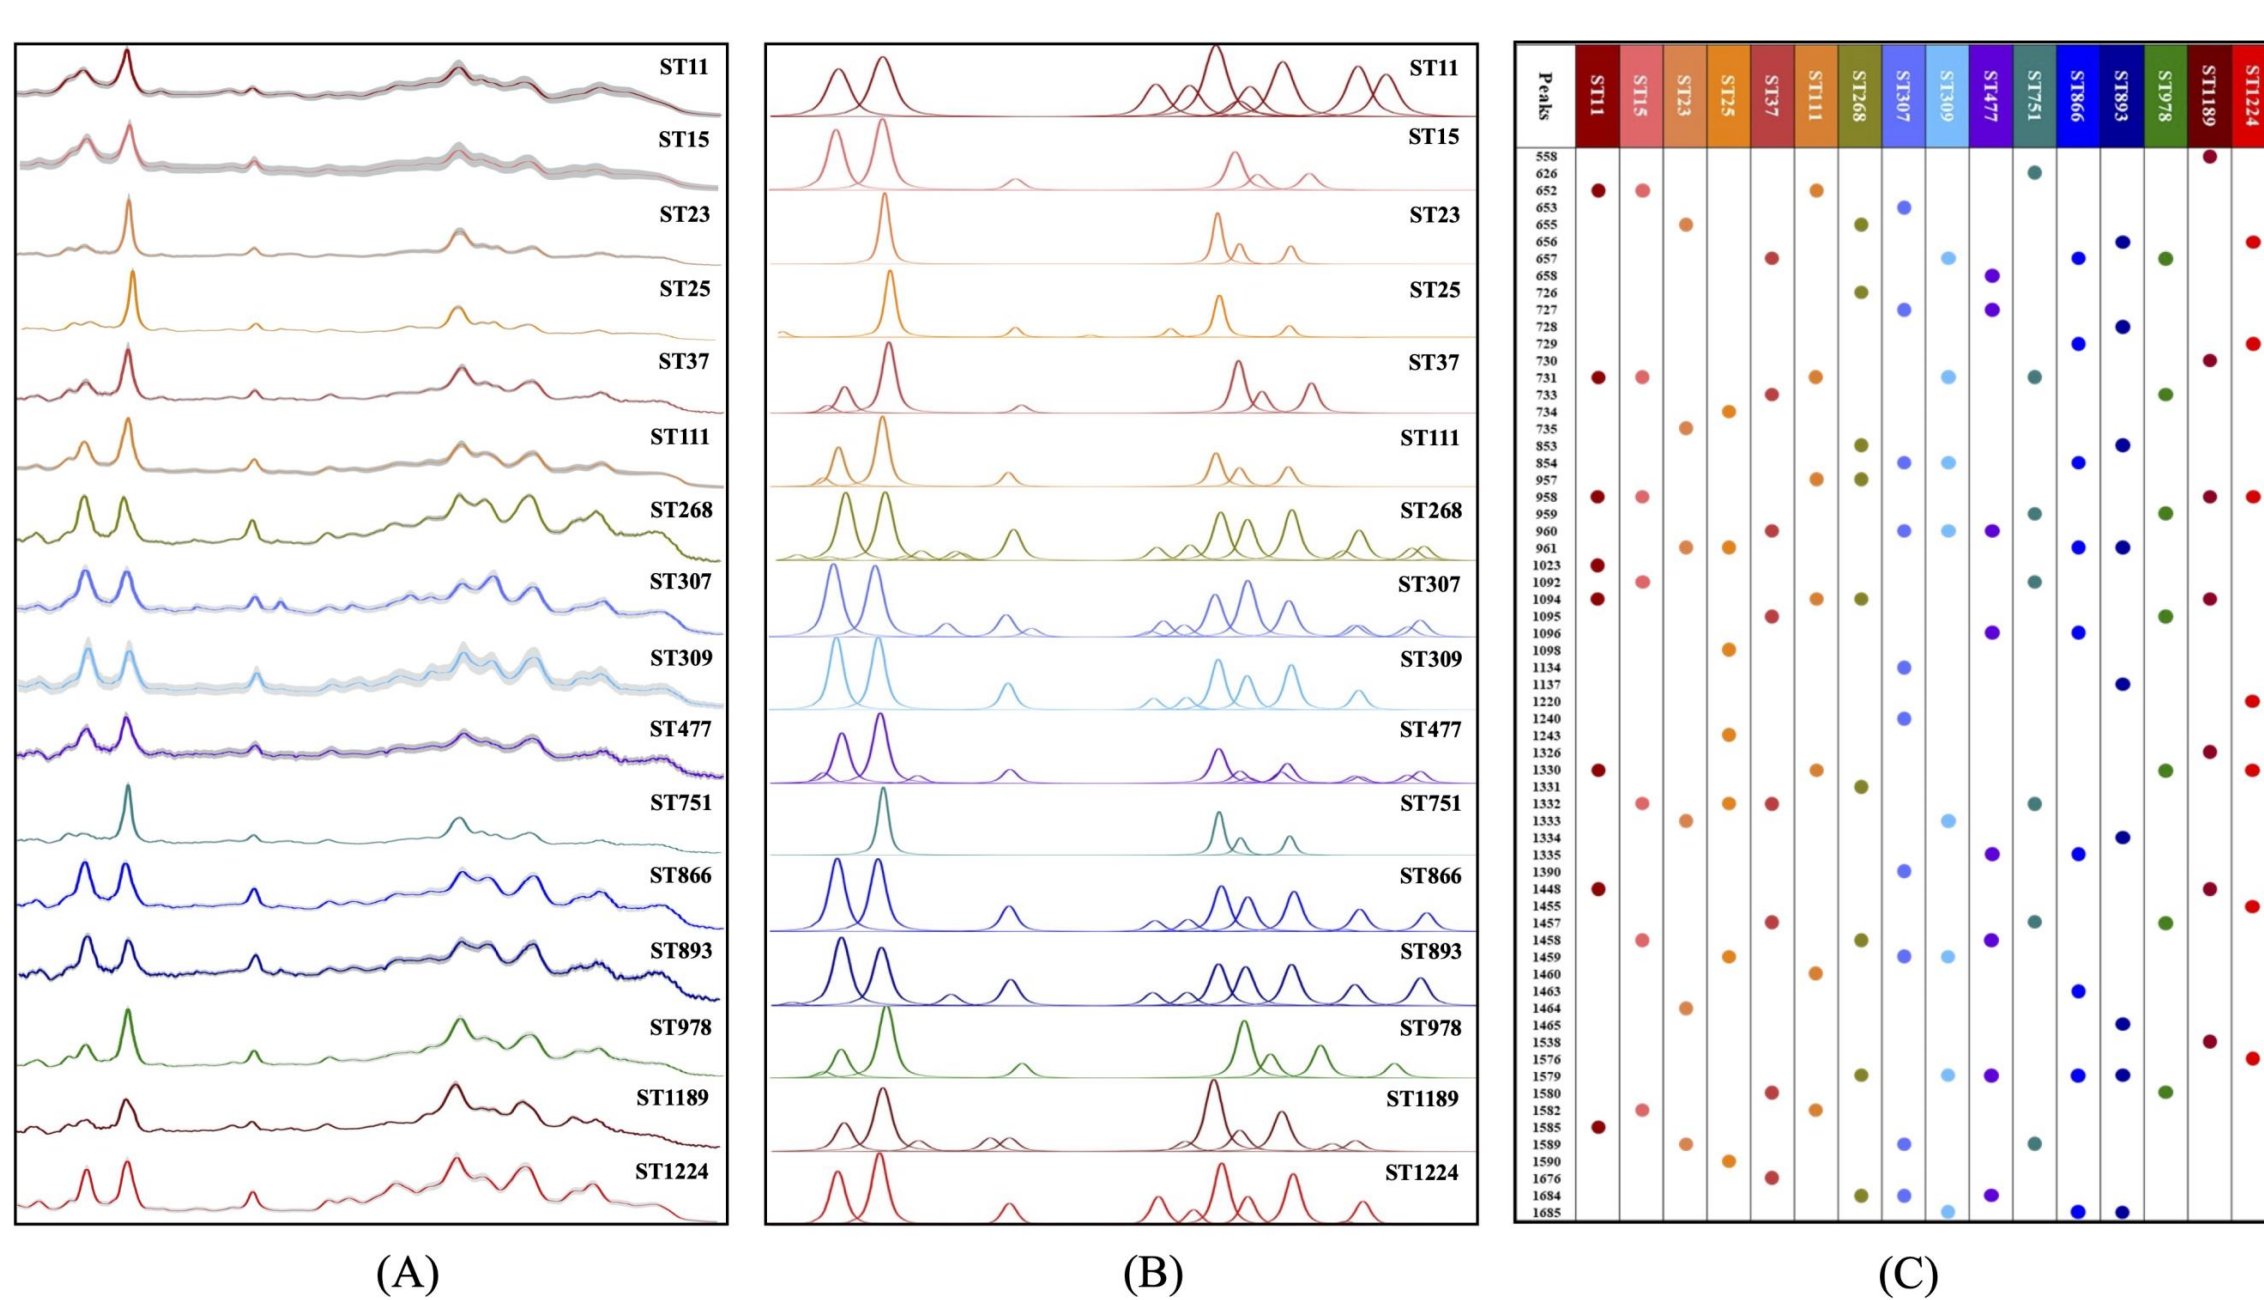 ST11
ST15
ST23
ST25
ST37
ST111
ST268
ST307
ST309
ST477
ST751
ST866
ST893
ST978
ST1189
ST1224
(A)
ST11
ST15
ST23
ST25
ST37
ST111
ST268
ST307
ST309
ST477
ST751
ST866
ST893
ST978
ST1189
ST1224
(B)
Peaks ST11 ST15 ST23 ST25 ST37 ST111 ST268 ST307 ST309 ST477 ST751 ST866 ST893 ST978 ST1189 ST1224
558
626
652
653
655
656
657
658
726
727
728
729
730
731
733
734
735
853
854
957
958
959
960
961
1023
1092
1094
1095
1096
1098
1134
1137
1220
1240
1243
1326
1330
1331
1332
1333
1334
1335
1390
1448
1455
1457
1458
1459
1460
1463
1464
1465
1538
1576
1579
1580
1582
1585
1589
1590
1676
1684
1685
(C)